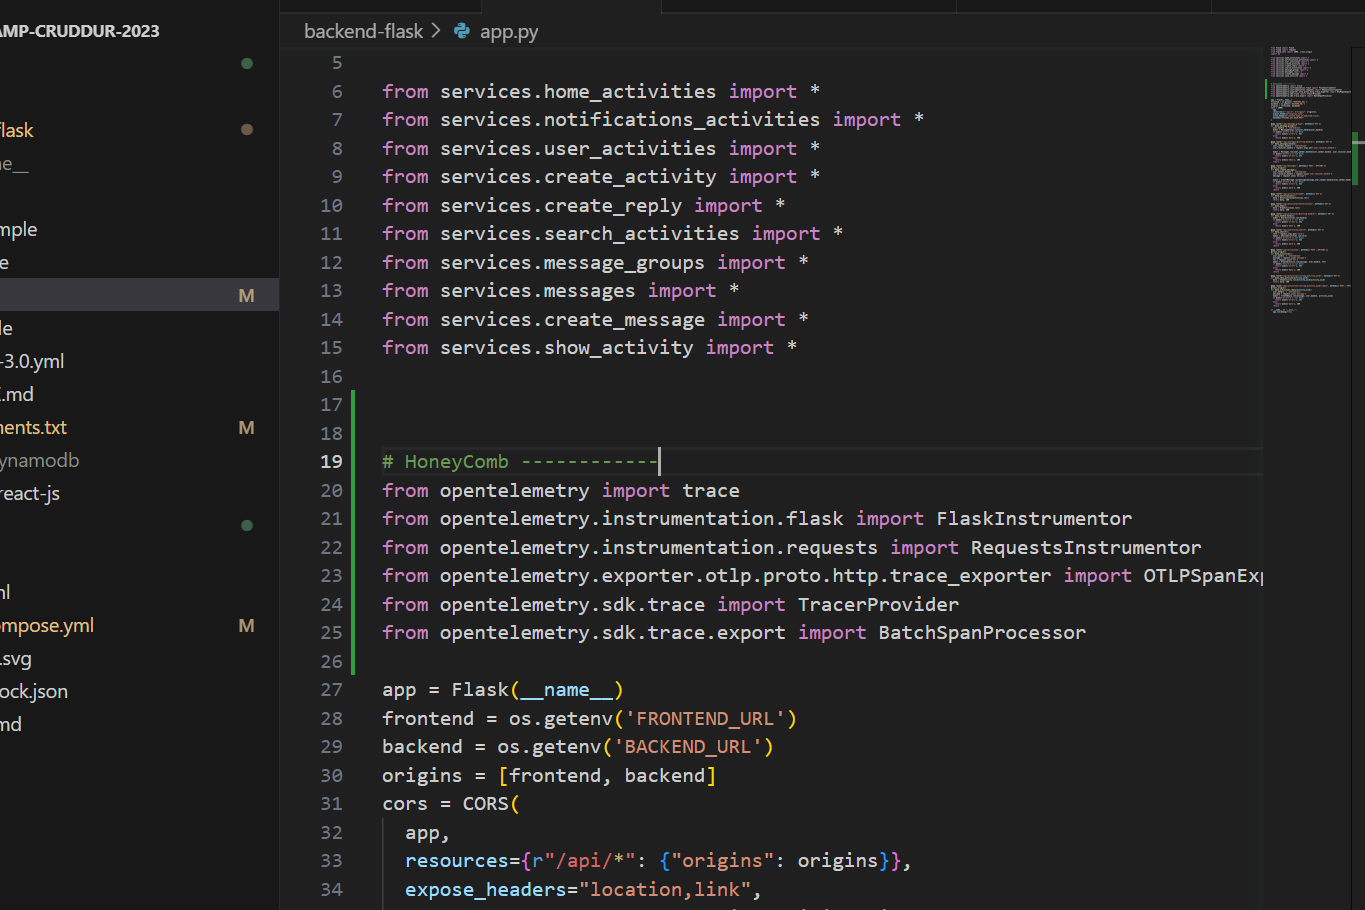 AMP-CRUDDUR-2023
flask
ne__
mple
e
M
le
-3.0.yml
E.md
nents.txt M
ynamodb
react-js
ml
ompose.yml M
.svg
ock.json
md
backend-flask > app.py
5
6 from services.home_activities import *
7 from services.notifications_activities import *
8 from services.user_activities import *
9 from services.create_activity import *
10 from services.create_reply import *
11 from services.search_activities import *
12 from services.message_groups import *
13 from services.messages import *
14 from services.create_message import *
15 from services.show_activity import *
16
17
18
19 # HoneyComb ------------
20 from opentelemetry import trace
21 from opentelemetry.instrumentation.flask import FlaskInstrumentor
22 from opentelemetry.instrumentation.requests import RequestsInstrumentor
23 from opentelemetry.exporter.otlp.proto.http.trace_exporter import OTLPSpanExp
24 from opentelemetry.sdk.trace import TracerProvider
25 from opentelemetry.sdk.trace.export import BatchSpanProcessor
26
27 app = Flask(__name__)
28 frontend = os.getenv('FRONTEND_URL')
29 backend = os.getenv('BACKEND_URL')
30 origins = [frontend, backend]
31 cors = CORS(
32 app,
33 resources={r"/api/*": {"origins": origins}},
34 expose_headers="location,link",